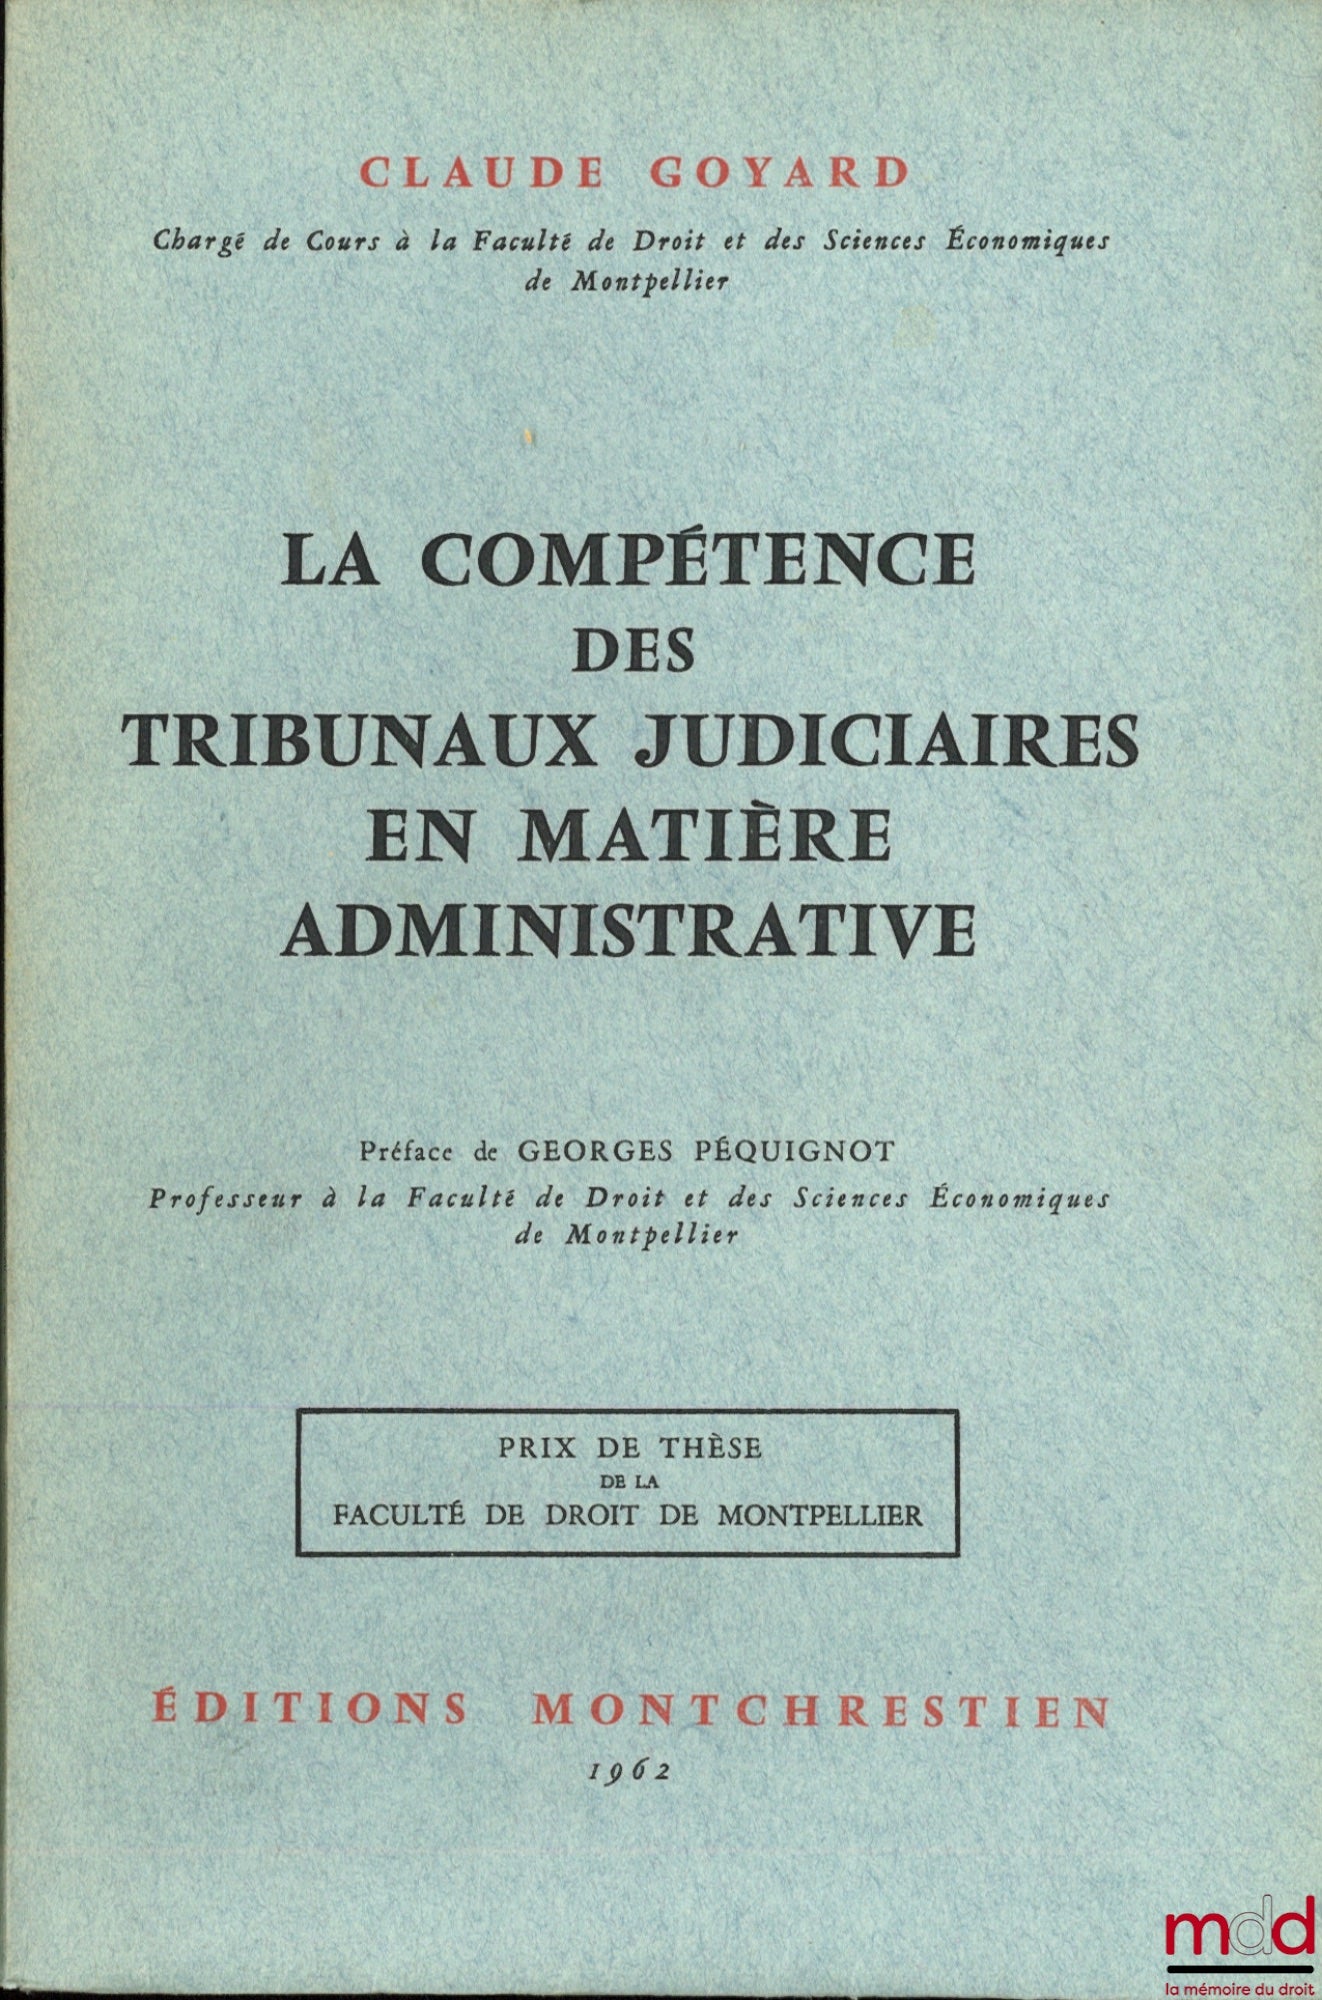 CLAUDE GOYARD
Chargé de Cours à la Faculté de Droit et des Sciences Économiques
de Montpellier
LA COMPÉTENCE
DES
TRIBUNAUX JUDICIAIRES
EN MATIÈRE
ADMINISTRATIVE
Préface de GEORGES PÉQUIGNOT
Professeur à la Faculté de Droit et des Sciences Économiques
de Montpellier
PRIX DE THÈSE
DE LA
FACULTÉ DE DROIT DE MONTPELLIER
ÉDITIONS MONTCHRESTIEN
1962
mdd
la mémoire du droit